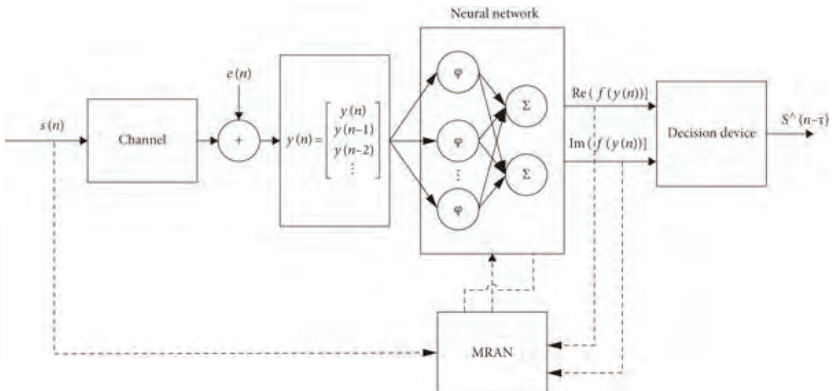 Neural network
e(n)
s(n)
Channel
+
y(n) =
y(n)
y(n–1)
y(n–2)
⋮
φ
φ
⋮
φ
Σ
Σ
Re ( f (y(n))]
Im ( f (y(n))]
Decision device
S^ (n–τ)
MRAN